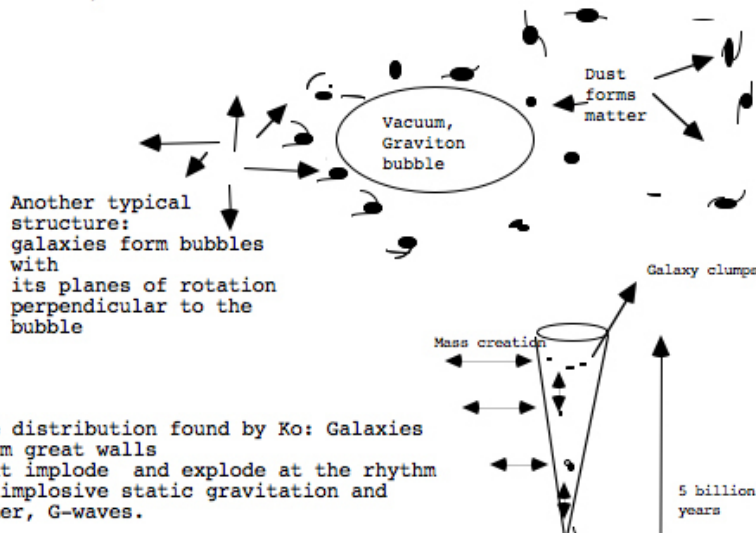 Dust
forms
matter
Vacuum,
Graviton
bubble
Another typical
structure:
galaxies form bubbles
with
its planes of rotation
perpendicular to the
bubble
Galaxy clumps
Mass creation
distribution found by Ko: Galaxies
great walls
implode  and explode at the rhythm
implosive static gravitation and
G-waves.
5 billion
years